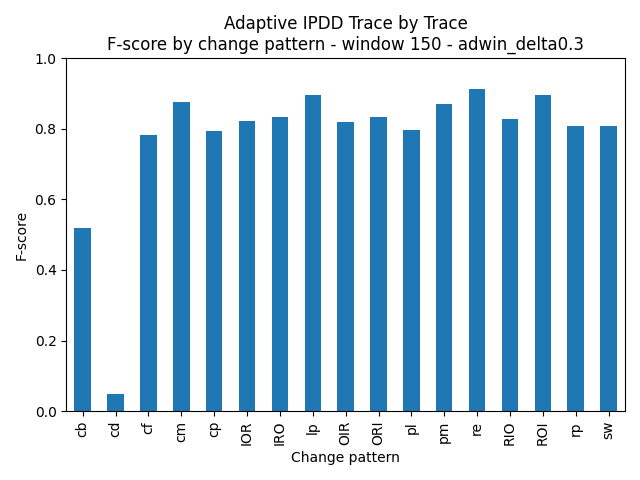 Adaptive IPDD Trace by Trace
F-score by change pattern - window 150 - adwin_delta0.3
1.0
0.8
0.6
0.4
0.2
0.0
F-score
cb cd cf cm cp IOR IRO lp OIR ORI pl pm re RIO ROI rp sw
Change pattern